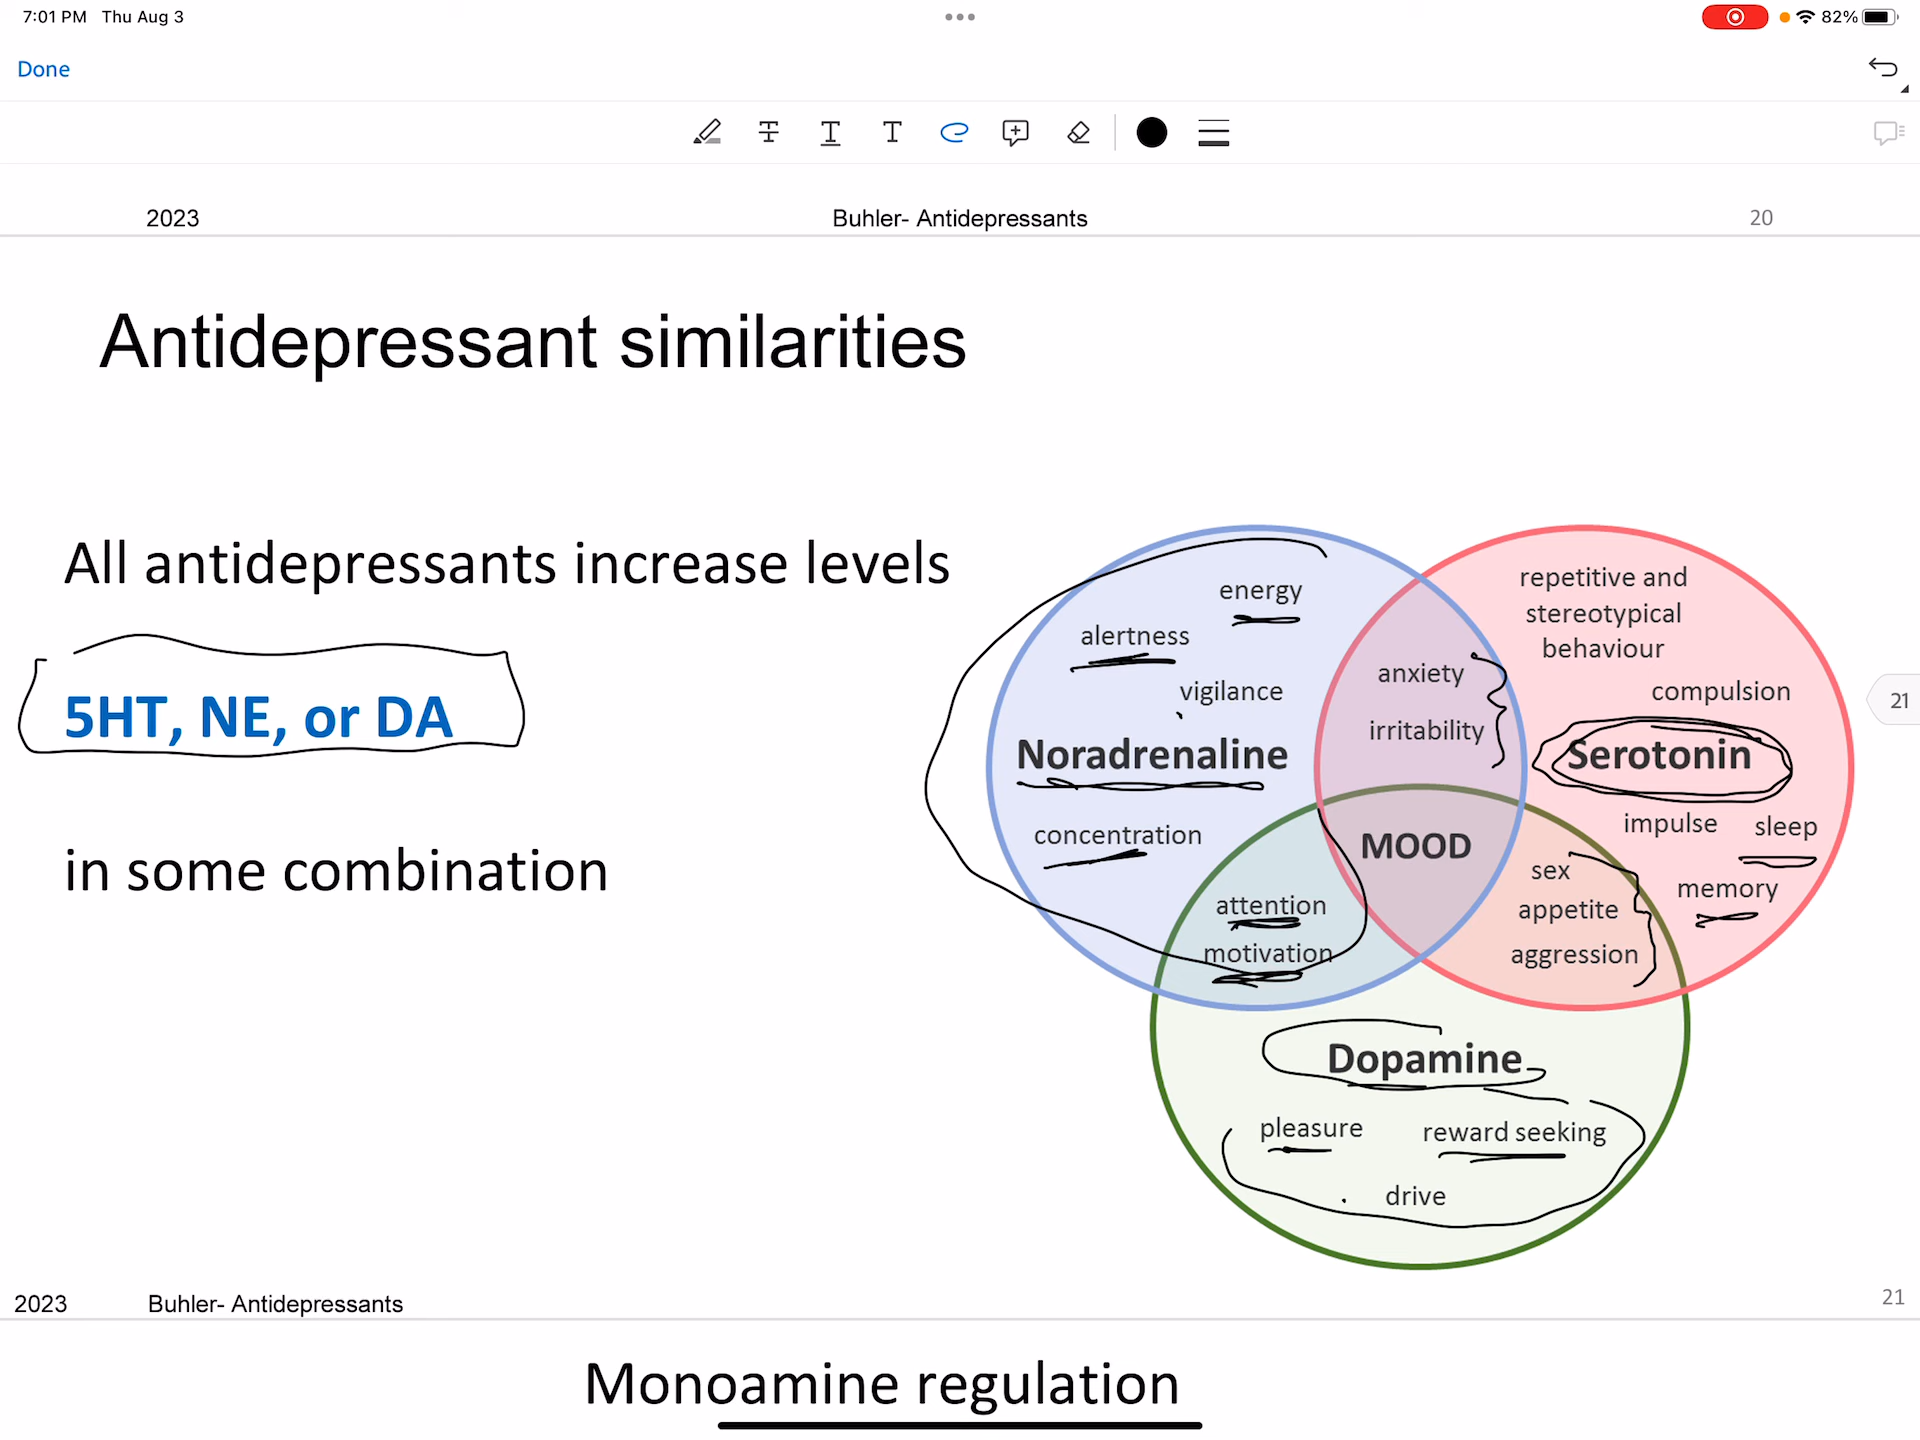 7:01 PM Thu Aug 3
82%
Done
2023 Buhler- Antidepressants 20
Antidepressant similarities
All antidepressants increase levels
5HT, NE, or DA
in some combination
energy
alertness
vigilance
Noradrenaline
concentration
anxiety
irritability
repetitive and
stereotypical
behaviour
compulsion
Serotonin
impulse
sleep
memory
MOOD
attention
motivation
sex
appetite
aggression
Dopamine
pleasure
reward seeking
drive
21
2023 Buhler- Antidepressants 21
Monoamine regulation